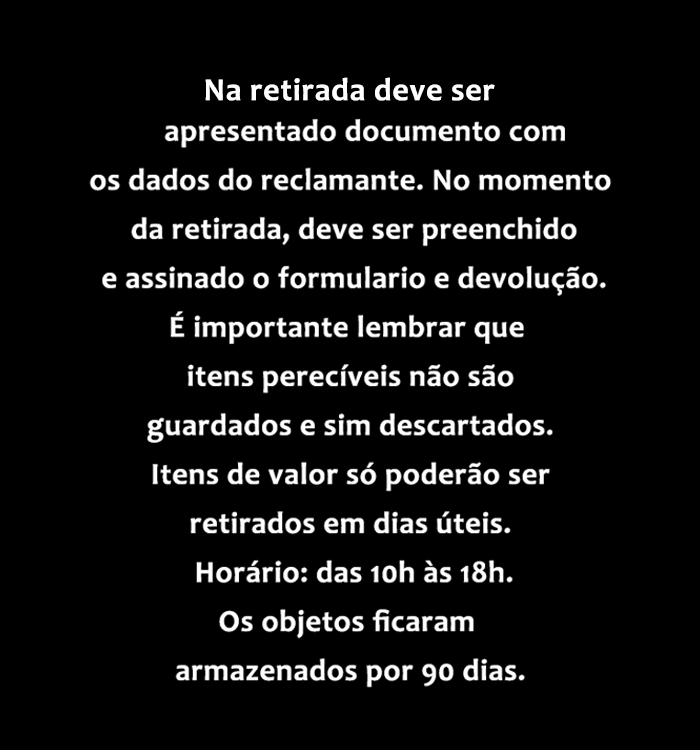 Na retirada deve ser
apresentado documento com
os dados do reclamante. No momento
da retirada, deve ser preenchido
e assinado o formulario e devolução.
É importante lembrar que
itens perecíveis não são
guardados e sim descartados.
Itens de valor só poderão ser
retirados em dias úteis.
Horário: das 10h às 18h.
Os objetos ficaram
armazenados por 90 dias.